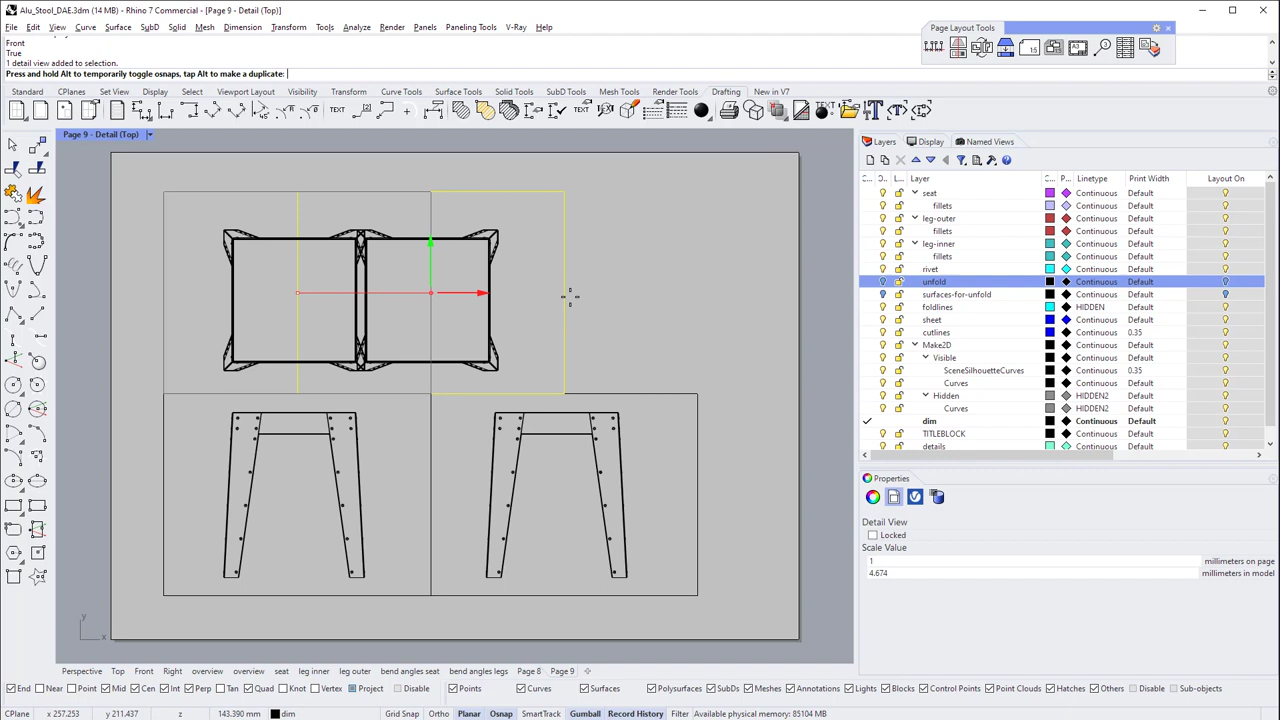 Alu_Stool_DAE.3dm (14 MB) - Rhino 7 Commercial - [Page 9 - Detail (Top)]
File Edit View Curve Surface SubD Solid Mesh Dimension Transform Tools Analyze Render Panels Paneling Tools V-Ray Help
Page Layout Tools
Front
True
1 detail view added to selection.
Press and hold Alt to temporarily toggle osnaps, tap Alt to make a duplicate:
Standard CPlanes Set View Display Select Viewport Layout Visibility Transform Curve Tools Surface Tools Solid Tools SubD Tools Mesh Tools Render Tools Drafting New in V7
Page 9 - Detail (Top)
Layers Display Named Views
C... O... L... Layer C... P... Linetype Print Width Layout On
seat Continuous Default
fillets Continuous Default
leg-outer Continuous Default
fillets Continuous Default
leg-inner Continuous Default
fillets Continuous Default
rivet Continuous Default
unfold Continuous Default
surfaces-for-unfold Continuous Default
foldlines HIDDEN Default
sheet Continuous Default
cutlines Continuous 0.35
Make2D Continuous Default
Visible Continuous Default
SceneSilhouetteCurves Continuous 0.35
Curves Continuous Default
Hidden HIDDEN2 Default
Curves HIDDEN2 Default
dim Continuous Default
TITLEBLOCK Continuous Default
details Continuous Default
Properties
Detail View
Locked
Scale Value
1 millimeters on page
4.674 millimeters in model
y
x
Perspective Top Front Right overview overview seat leg inner leg outer bend angles seat bend angles legs Page 8 Page 9
End Near Point Mid Cen Int Perp Tan Quad Knot Vertex Project Disable Points Curves Surfaces Polysurfaces SubDs Meshes Annotations Lights Blocks Control Points Point Clouds Hatches Others Disable Sub-objects
CPlane x 257.253 y 211.437 z 143.390 mm dim Grid Snap Ortho Planar Osnap SmartTrack Gumball Record History Filter Available physical memory: 85104 MB